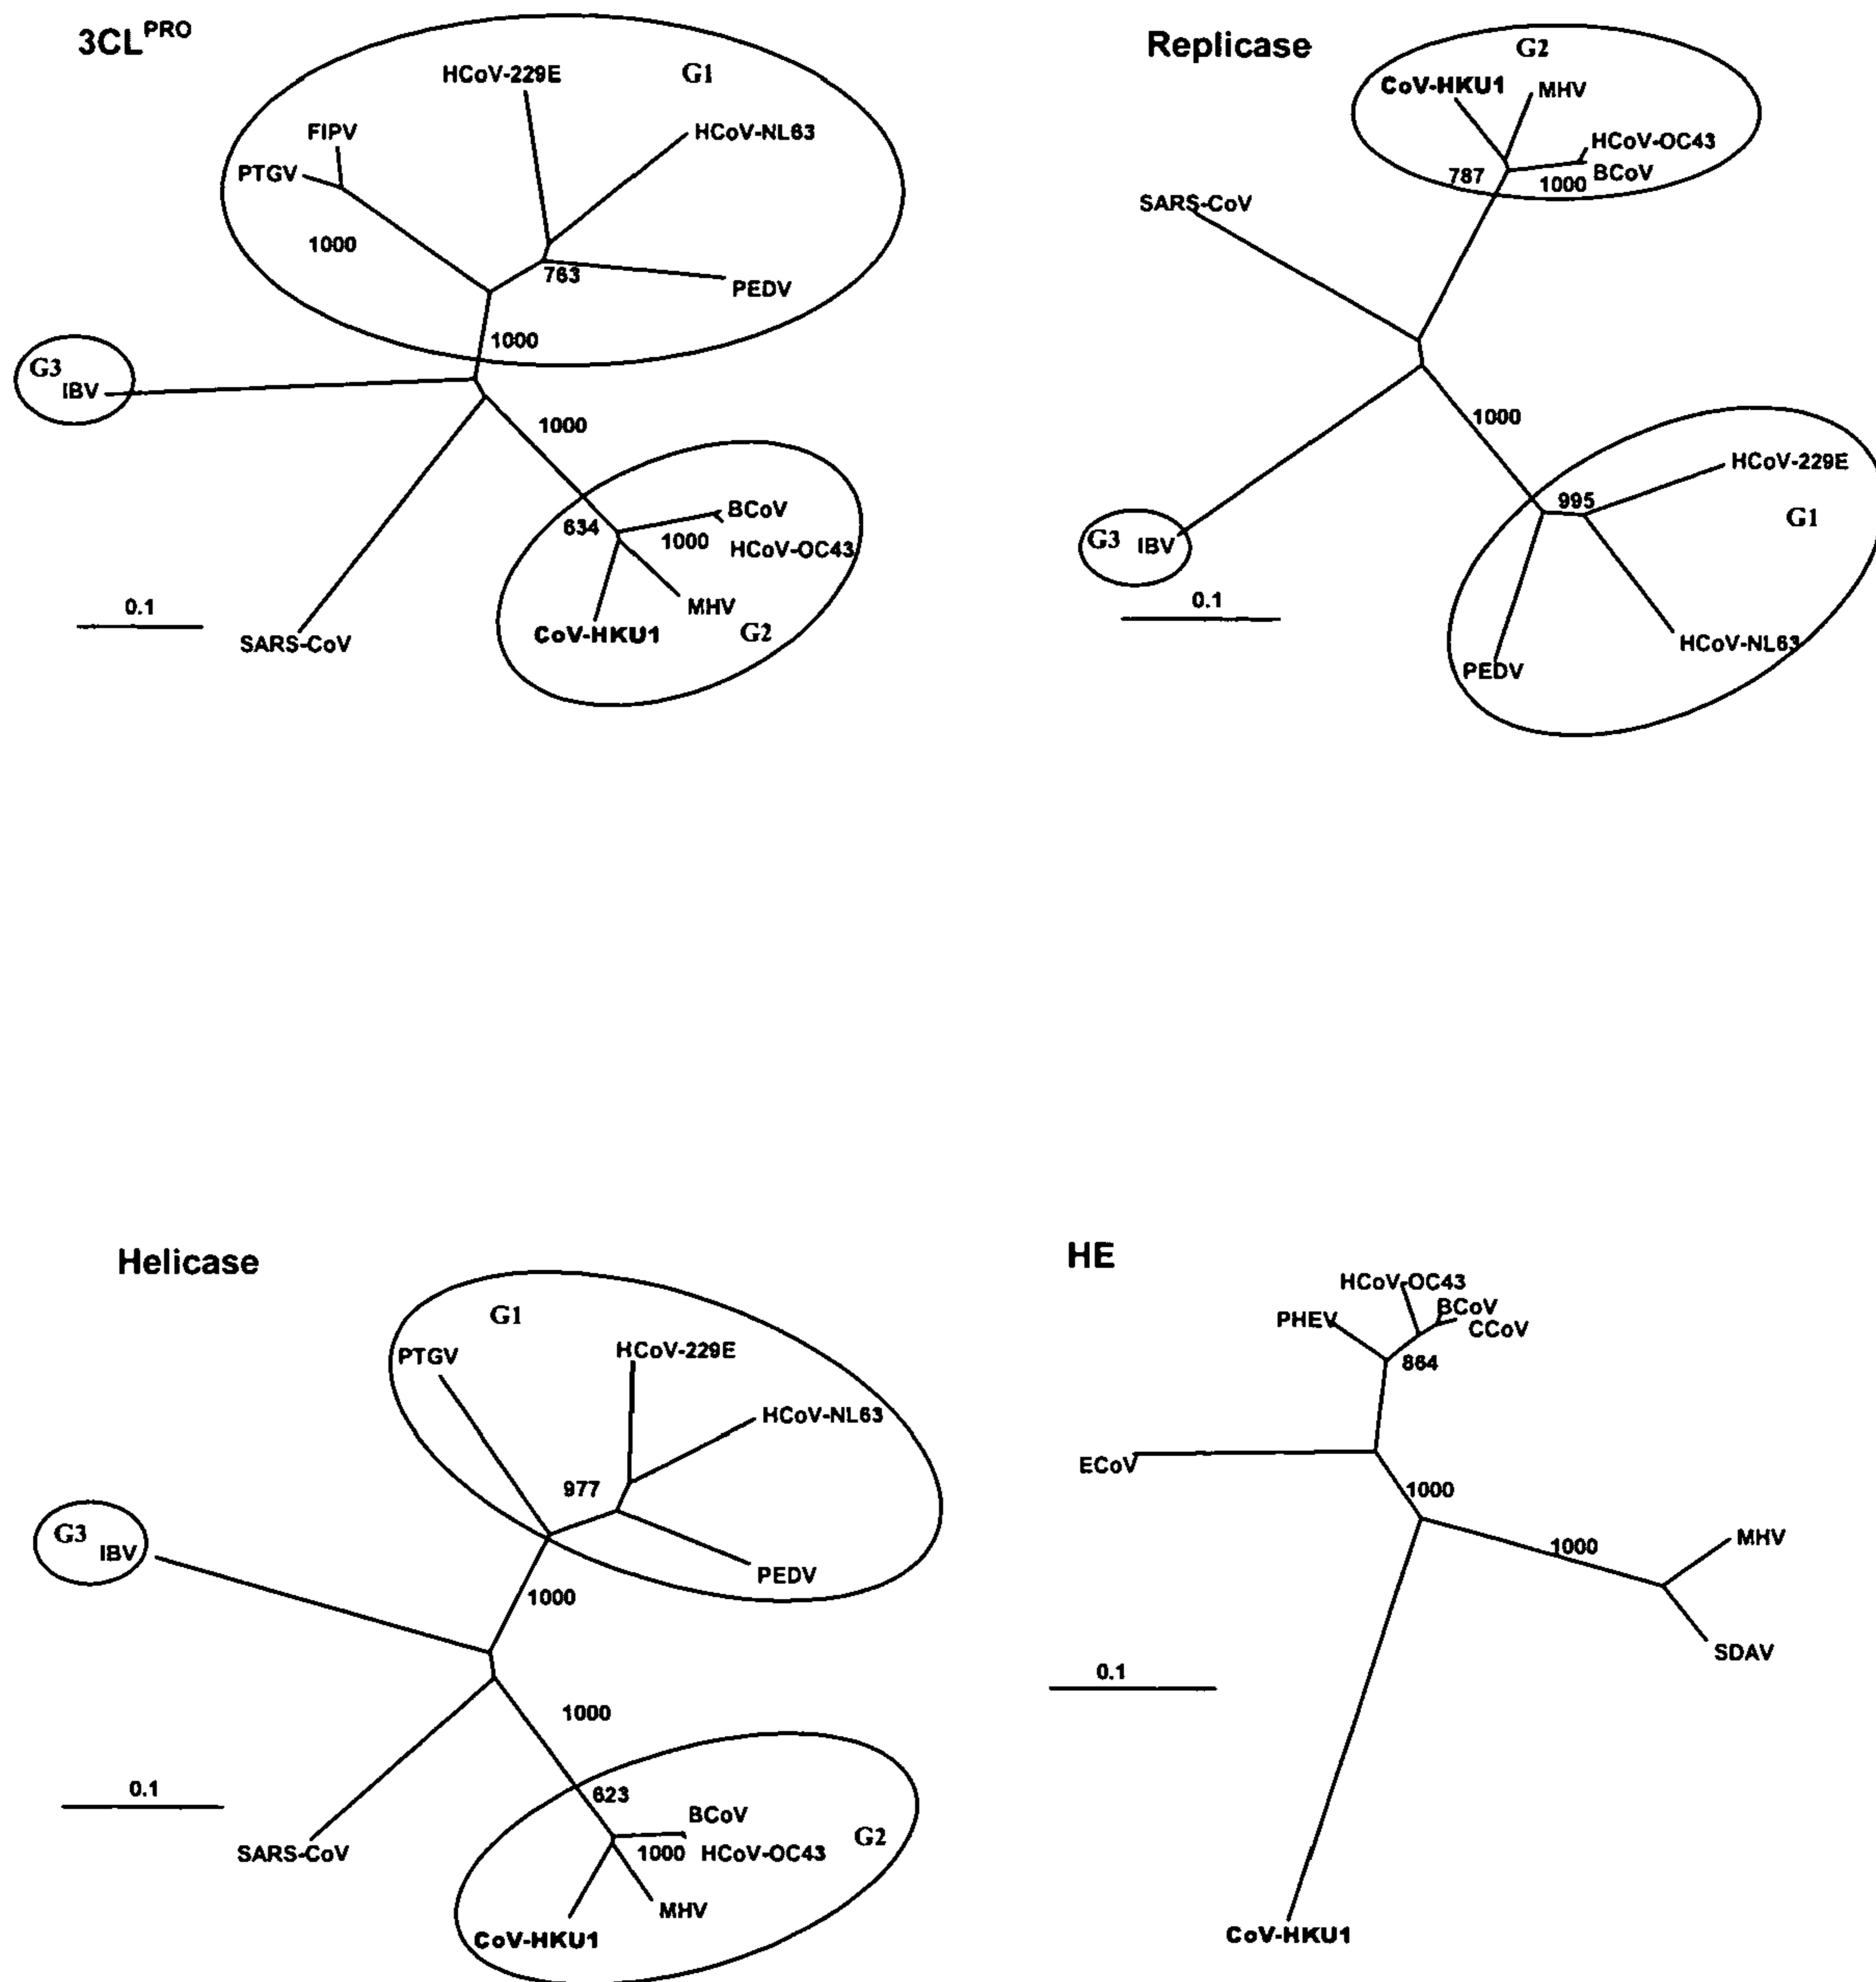 3CL^PRO
HCoV-229E
G1
HCoV-NL63
FIPV
PTGV
1000
763
PEDV
1000
G3
IBV
1000
BCoV
634
1000
HCoV-OC43
MHV
CoV-HKU1
G2
0.1
SARS-CoV
Replicase
G2
CoV-HKU1
MHV
HCoV-OC43
BCoV
787
1000
SARS-CoV
1000
HCoV-229E
995
G1
G3
IBV
0.1
HCoV-NL63
PEDV
Helicase
G1
PTGV
HCoV-229E
HCoV-NL63
977
G3
IBV
PEDV
1000
1000
0.1
623
BCoV
G2
SARS-CoV
1000
HCoV-OC43
MHV
CoV-HKU1
HE
HCoV-OC43
PHEV
BCoV
CCoV
864
ECoV
1000
1000
MHV
SDAV
0.1
CoV-HKU1